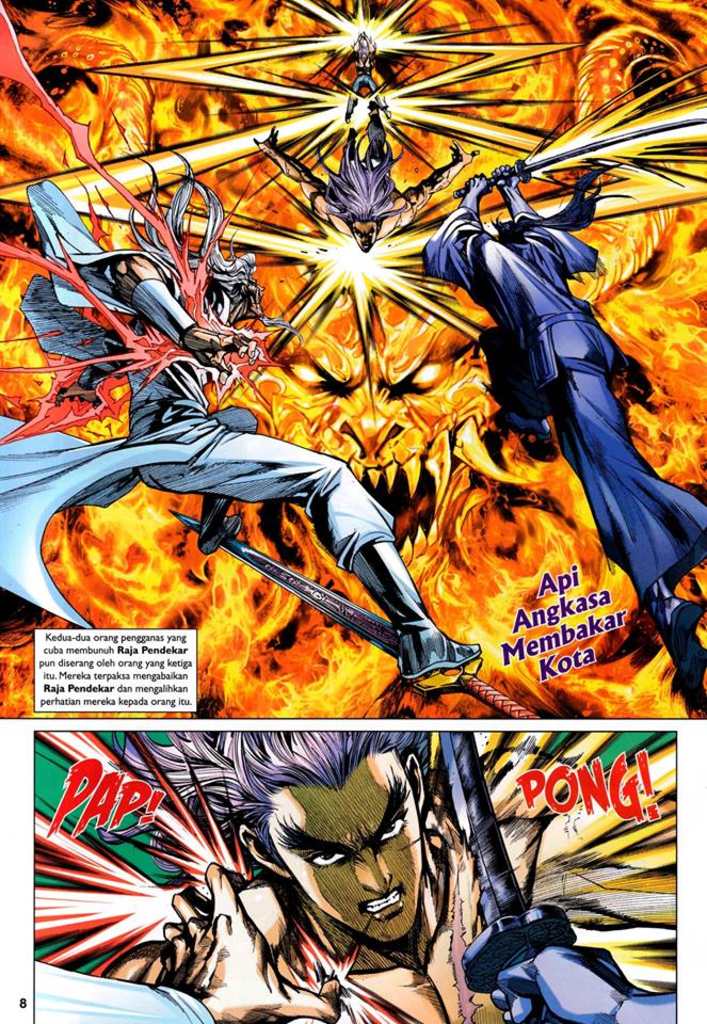 Api
Angkasa
Membakar
Kota
Kedua-dua orang pengganas yang
cuba membunuh Raja Pendekar
pun diserang oleh orang yang ketiga
itu. Mereka terpaksa mengabaikan
Raja Pendekar dan mengalihkan
perhatian mereka kepada orang itu.
PAP!
PONG!
8